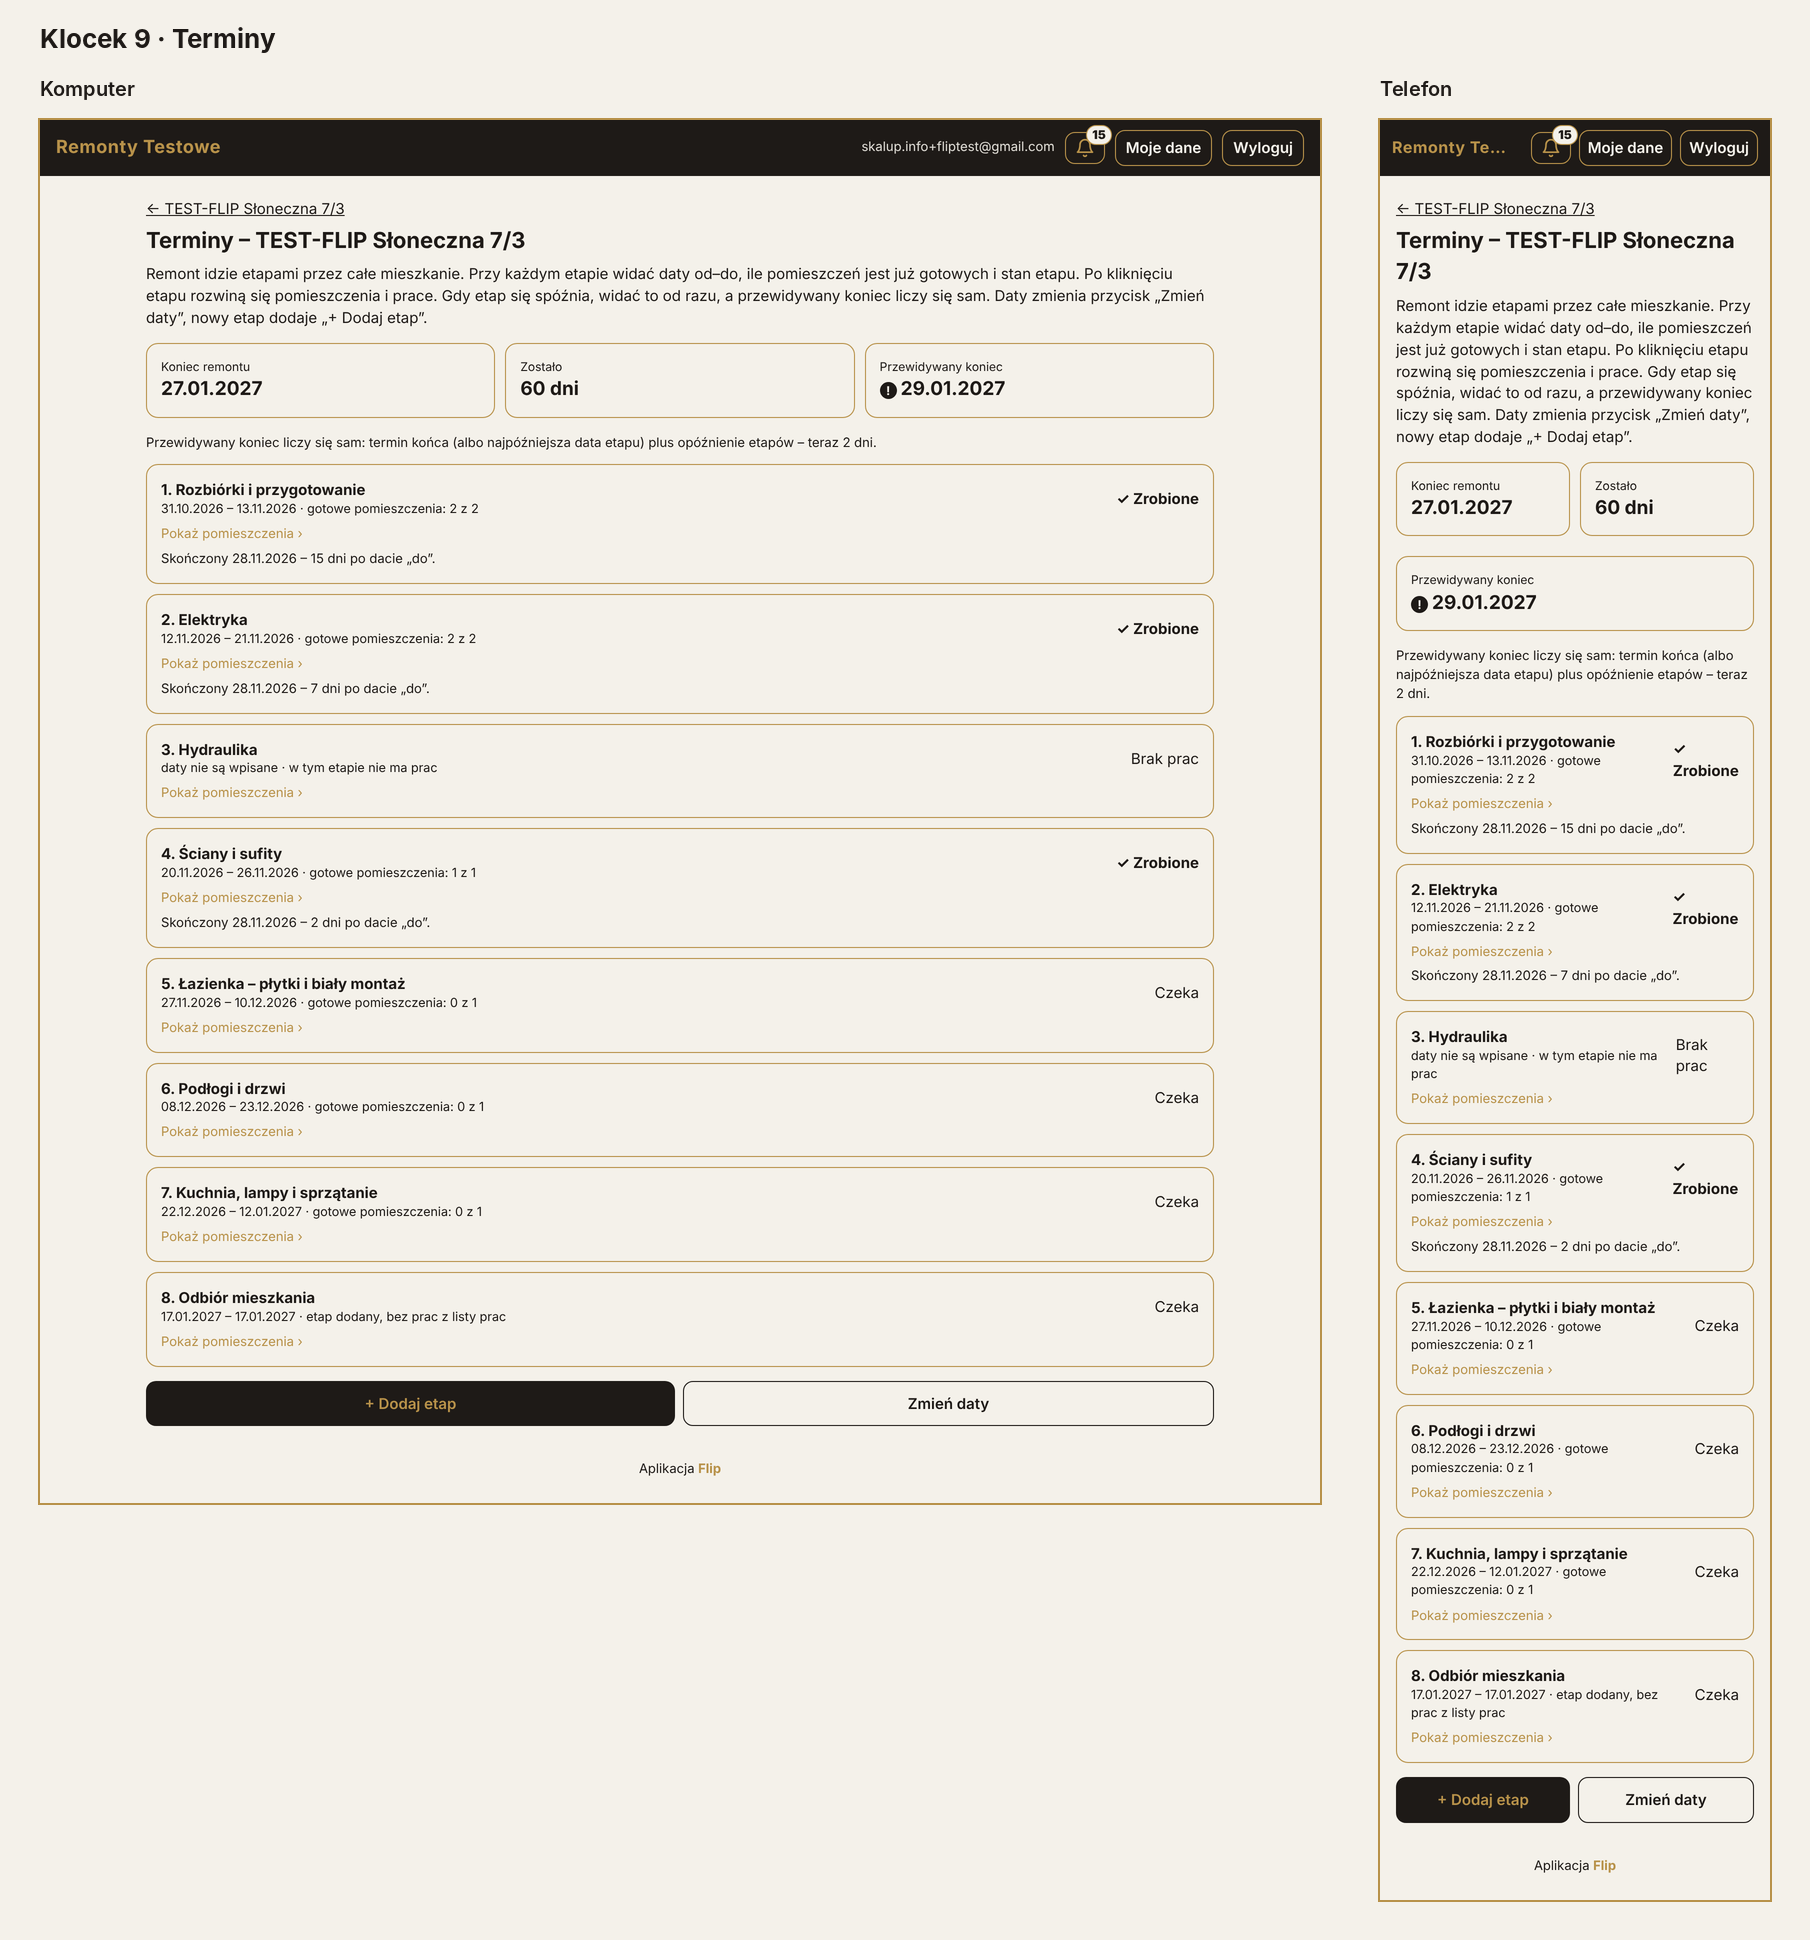 Klocek 9 · Terminy
Komputer
Remonty Testowe
skalup.info+fliptest@gmail.com
15
Moje dane
Wyloguj
← TEST-FLIP Słoneczna 7/3
Terminy – TEST-FLIP Słoneczna 7/3
Remont idzie etapami przez całe mieszkanie. Przy każdym etapie widać daty od–do, ile pomieszczeń jest już gotowych i stan etapu. Po kliknięciu
etapu rozwiną się pomieszczenia i prace. Gdy etap się spóźnia, widać to od razu, a przewidywany koniec liczy się sam. Daty zmienia przycisk „Zmień
daty”, nowy etap dodaje „+ Dodaj etap”.
Koniec remontu
27.01.2027
Zostało
60 dni
Przewidywany koniec
! 29.01.2027
Przewidywany koniec liczy się sam: termin końca (albo najpóźniejsza data etapu) plus opóźnienie etapów – teraz 2 dni.
1. Rozbiórki i przygotowanie
31.10.2026 – 13.11.2026 · gotowe pomieszczenia: 2 z 2
✓ Zrobione
Pokaż pomieszczenia ›
Skończony 28.11.2026 – 15 dni po dacie „do”.
2. Elektryka
12.11.2026 – 21.11.2026 · gotowe pomieszczenia: 2 z 2
✓ Zrobione
Pokaż pomieszczenia ›
Skończony 28.11.2026 – 7 dni po dacie „do”.
3. Hydraulika
daty nie są wpisane · w tym etapie nie ma prac
Brak prac
Pokaż pomieszczenia ›
4. Ściany i sufity
20.11.2026 – 26.11.2026 · gotowe pomieszczenia: 1 z 1
✓ Zrobione
Pokaż pomieszczenia ›
Skończony 28.11.2026 – 2 dni po dacie „do”.
5. Łazienka – płytki i biały montaż
27.11.2026 – 10.12.2026 · gotowe pomieszczenia: 0 z 1
Czeka
Pokaż pomieszczenia ›
6. Podłogi i drzwi
08.12.2026 – 23.12.2026 · gotowe pomieszczenia: 0 z 1
Czeka
Pokaż pomieszczenia ›
7. Kuchnia, lampy i sprzątanie
22.12.2026 – 12.01.2027 · gotowe pomieszczenia: 0 z 1
Czeka
Pokaż pomieszczenia ›
8. Odbiór mieszkania
17.01.2027 – 17.01.2027 · etap dodany, bez prac z listy prac
Czeka
Pokaż pomieszczenia ›
+ Dodaj etap
Zmień daty
Aplikacja Flip
Telefon
Remonty Te...
15
Moje dane
Wyloguj
← TEST-FLIP Słoneczna 7/3
Terminy – TEST-FLIP Słoneczna
7/3
Remont idzie etapami przez całe mieszkanie. Przy
każdym etapie widać daty od–do, ile pomieszczeń
jest już gotowych i stan etapu. Po kliknięciu etapu
rozwiną się pomieszczenia i prace. Gdy etap się
spóźnia, widać to od razu, a przewidywany koniec
liczy się sam. Daty zmienia przycisk „Zmień daty”,
nowy etap dodaje „+ Dodaj etap”.
Koniec remontu
27.01.2027
Zostało
60 dni
Przewidywany koniec
! 29.01.2027
Przewidywany koniec liczy się sam: termin końca (albo
najpóźniejsza data etapu) plus opóźnienie etapów – teraz
2 dni.
1. Rozbiórki i przygotowanie
31.10.2026 – 13.11.2026 · gotowe
pomieszczenia: 2 z 2
✓
Zrobione
Pokaż pomieszczenia ›
Skończony 28.11.2026 – 15 dni po dacie „do”.
2. Elektryka
12.11.2026 – 21.11.2026 · gotowe
pomieszczenia: 2 z 2
✓
Zrobione
Pokaż pomieszczenia ›
Skończony 28.11.2026 – 7 dni po dacie „do”.
3. Hydraulika
daty nie są wpisane · w tym etapie nie ma
prac
Brak
prac
Pokaż pomieszczenia ›
4. Ściany i sufity
20.11.2026 – 26.11.2026 · gotowe
pomieszczenia: 1 z 1
✓
Zrobione
Pokaż pomieszczenia ›
Skończony 28.11.2026 – 2 dni po dacie „do”.
5. Łazienka – płytki i biały montaż
27.11.2026 – 10.12.2026 · gotowe
pomieszczenia: 0 z 1
Czeka
Pokaż pomieszczenia ›
6. Podłogi i drzwi
08.12.2026 – 23.12.2026 · gotowe
pomieszczenia: 0 z 1
Czeka
Pokaż pomieszczenia ›
7. Kuchnia, lampy i sprzątanie
22.12.2026 – 12.01.2027 · gotowe
pomieszczenia: 0 z 1
Czeka
Pokaż pomieszczenia ›
8. Odbiór mieszkania
17.01.2027 – 17.01.2027 · etap dodany, bez
prac z listy prac
Czeka
Pokaż pomieszczenia ›
+ Dodaj etap
Zmień daty
Aplikacja Flip